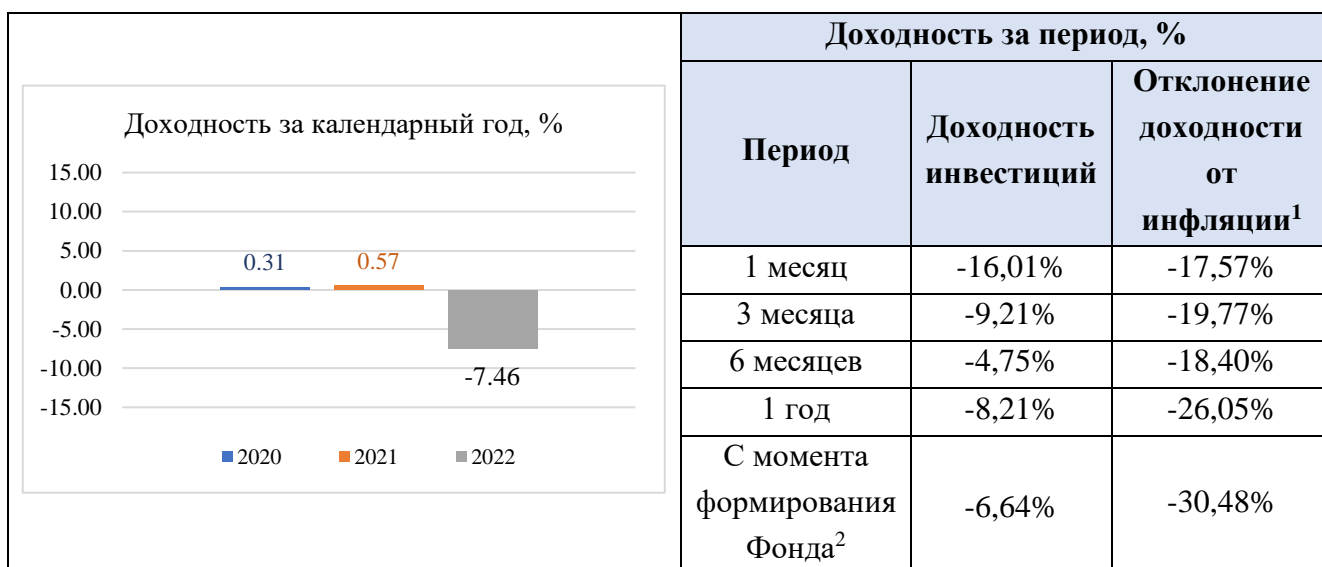 Доходность за календарный год, %
15.00
10.00
5.00
0.00
-5.00
-10.00
-15.00
0.31
0.57
-7.46
2020 2021 2022
Доходность за период, %
Период
Доходность
инвестиций
Отклонение
доходности
от
инфляции1
1 месяц -16,01% -17,57%
3 месяца -9,21% -19,77%
6 месяцев -4,75% -18,40%
1 год -8,21% -26,05%
С момента
формирования
Фонда2
-6,64% -30,48%